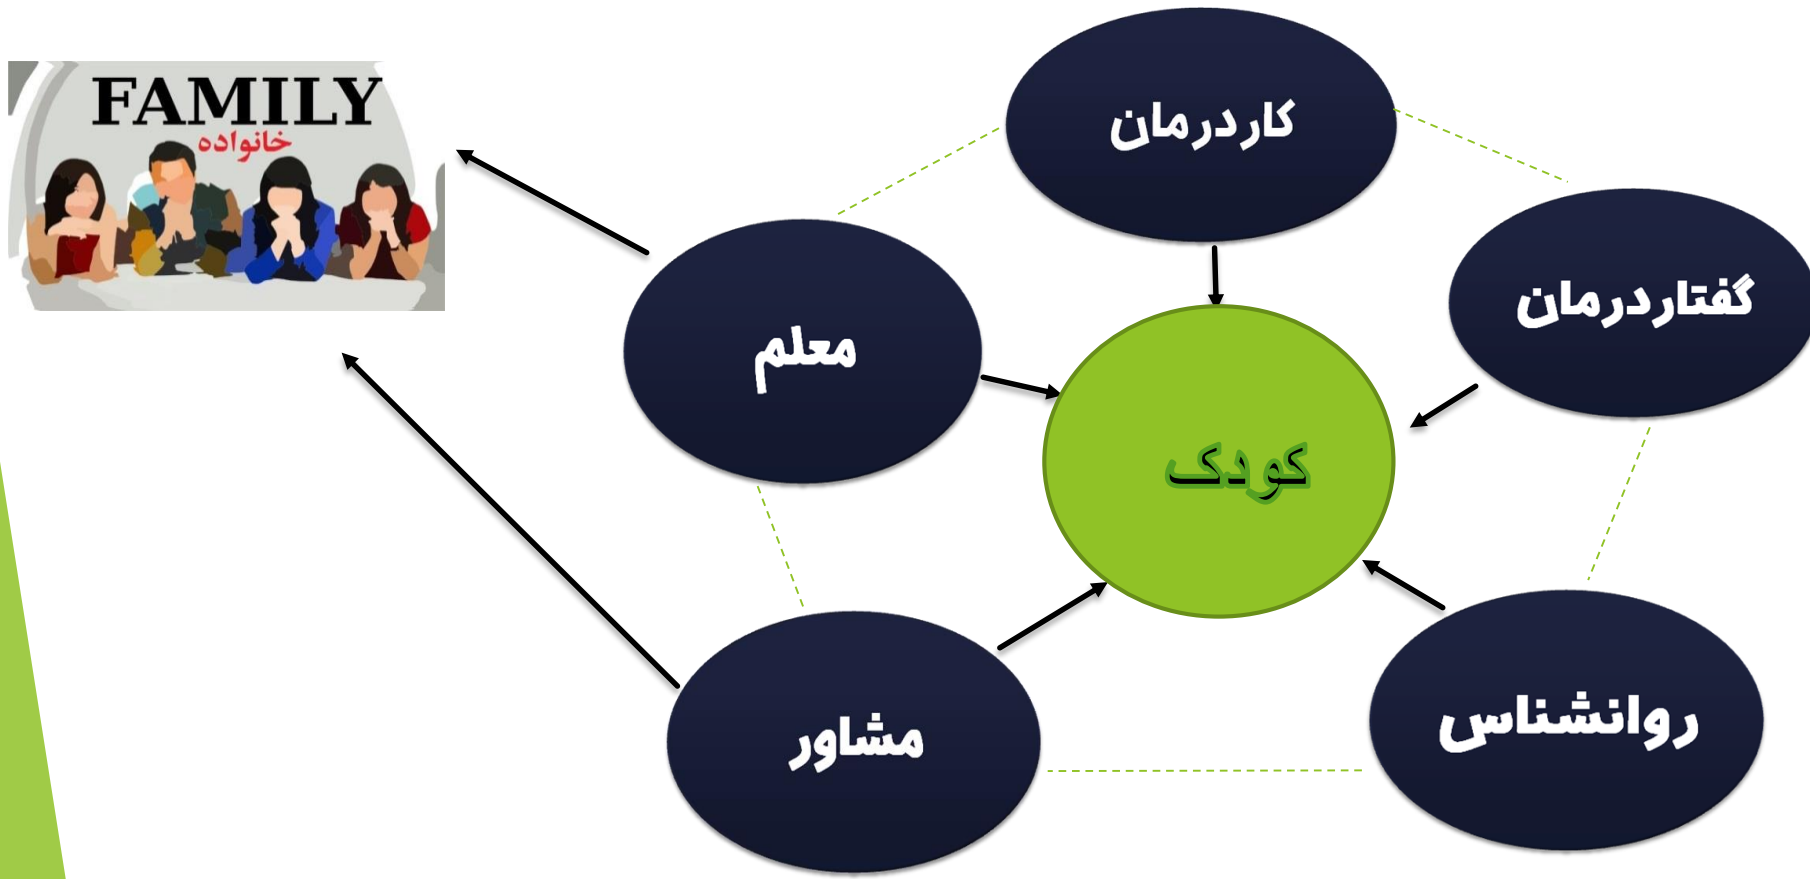 FAMILY
خانواده
کاردرمان
گفتاردرمان
معلم
کودک
روانشناس
مشاور